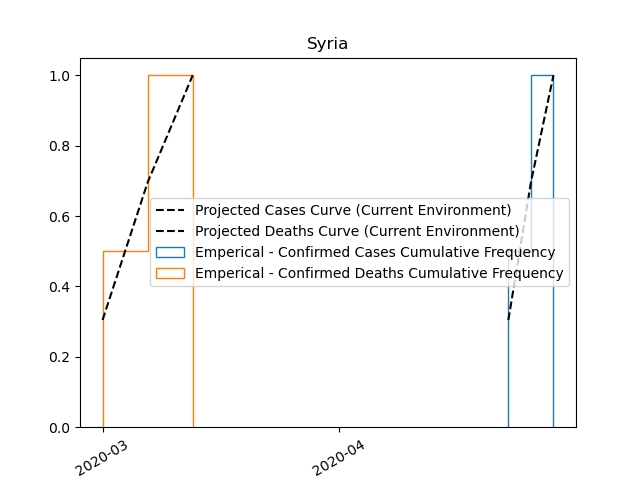 Syria
1.0
0.8
0.6
0.4
0.2
0.0
Projected Cases Curve (Current Environment)
Projected Deaths Curve (Current Environment)
Emperical - Confirmed Cases Cumulative Frequency
Emperical - Confirmed Deaths Cumulative Frequency
2020-03
2020-04